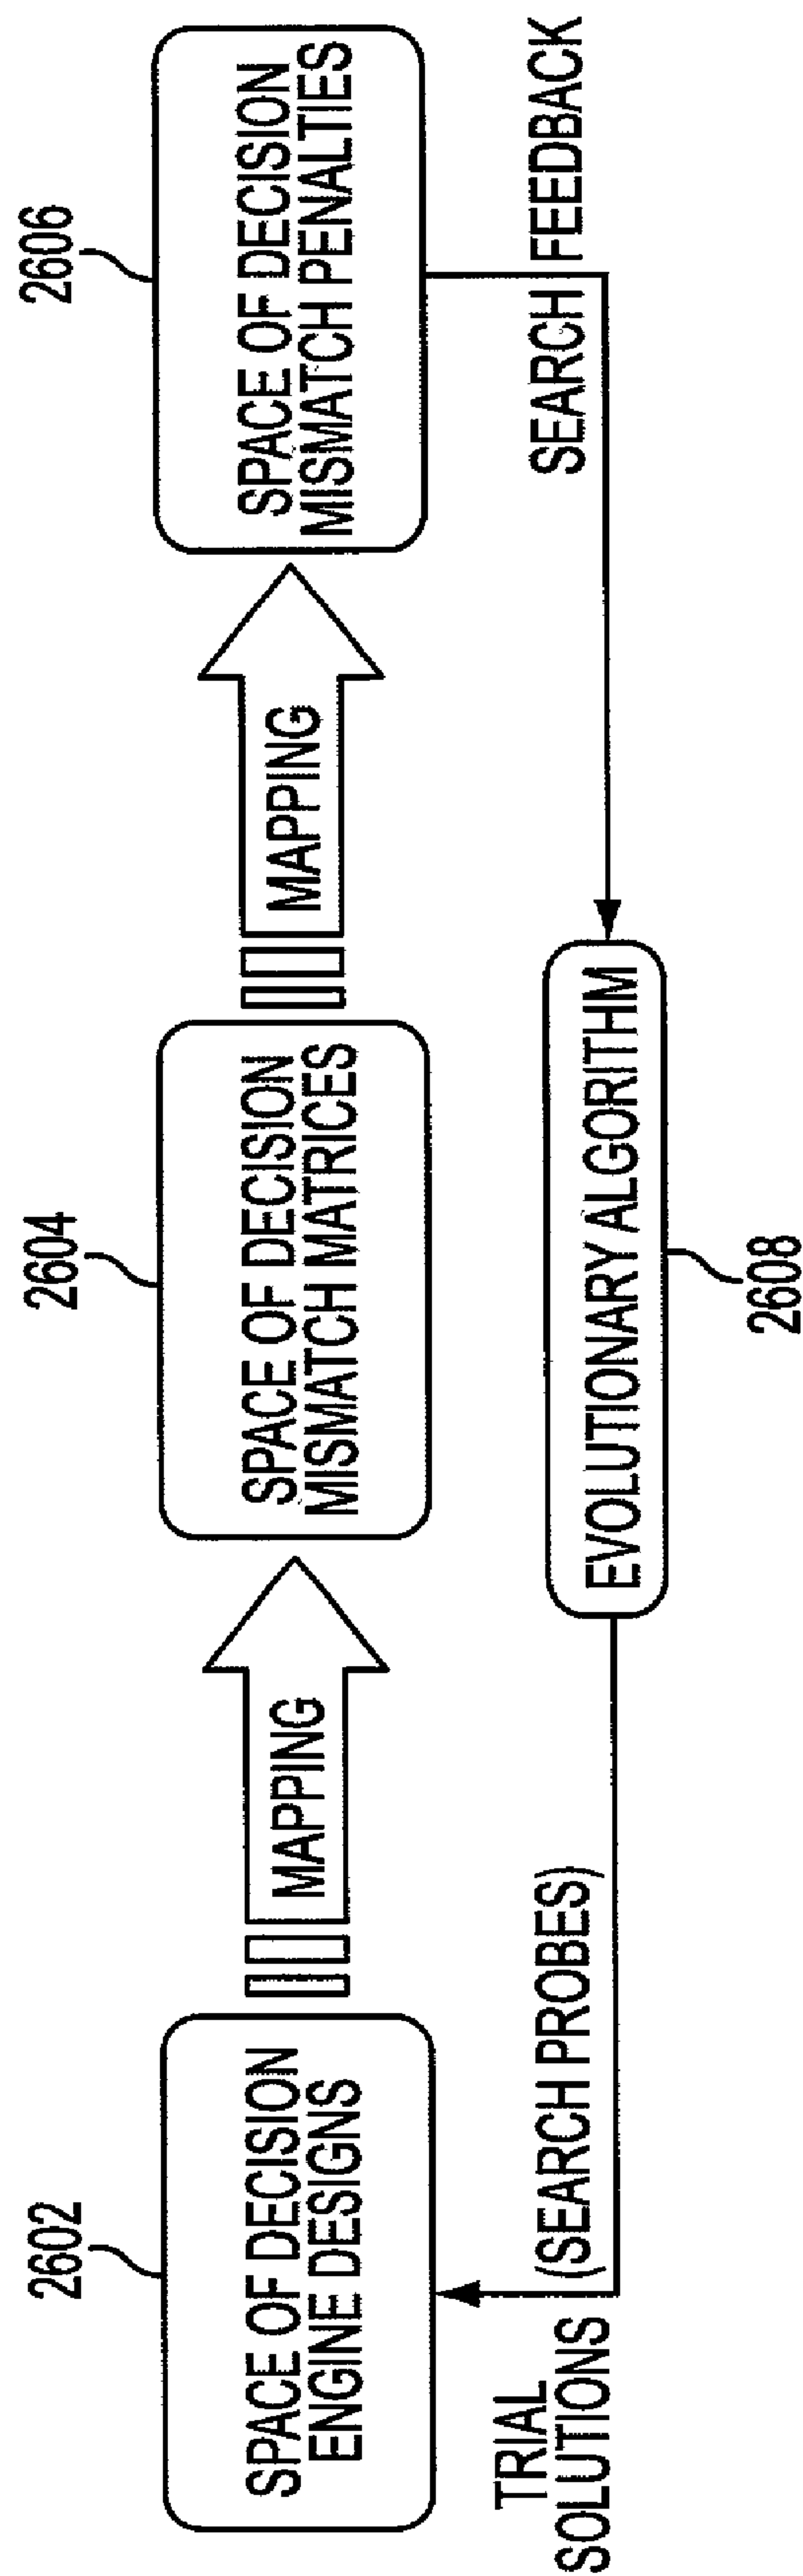 2602
SPACE OF DECISION
ENGINE DESIGNS
MAPPING
2604
SPACE OF DECISION
MISMATCH MATRICES
MAPPING
2606
SPACE OF DECISION
MISMATCH PENALTIES
TRIAL
SOLUTIONS
(SEARCH PROBES)
EVOLUTIONARY ALGORITHM
2608
SEARCH FEEDBACK